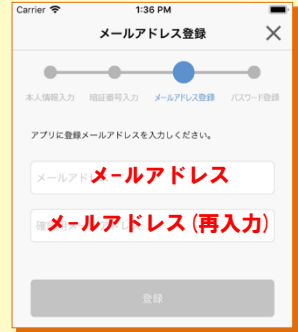 Carrier 1:36 PM
メールアドレス登録
本人情報入力 暗証番号入力 メールアドレス登録 パスワード登録
アプリに登録メールアドレスを入力ください。
メールアドレス
メールアドレス(再入力)
登録